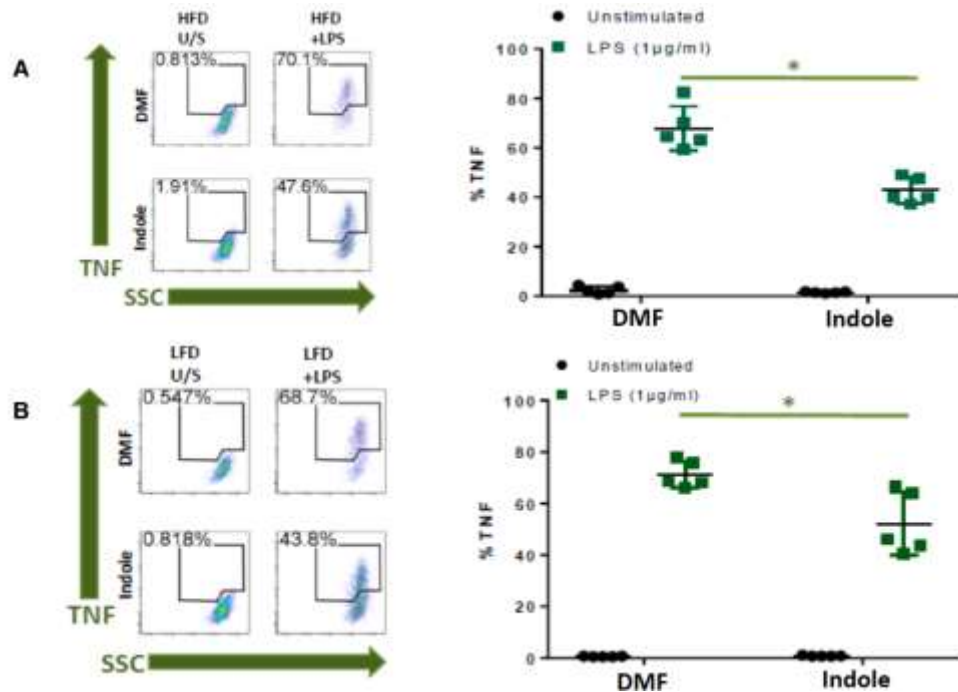 A
HFD
U/S
HFD
+LPS
0.813%
70.1%
DMF
1.91%
47.6%
Indole
TNF
SSC
Unstimulated
LPS (1µg/ml)
*
100
80
60
40
20
0
%TNF
DMF
Indole
B
LFD
U/S
LFD
+LPS
0.547%
68.7%
DMF
0.818%
43.8%
Indole
TNF
SSC
Unstimulated
LPS (1µg/ml)
*
100
80
60
40
20
0
%TNF
DMF
Indole